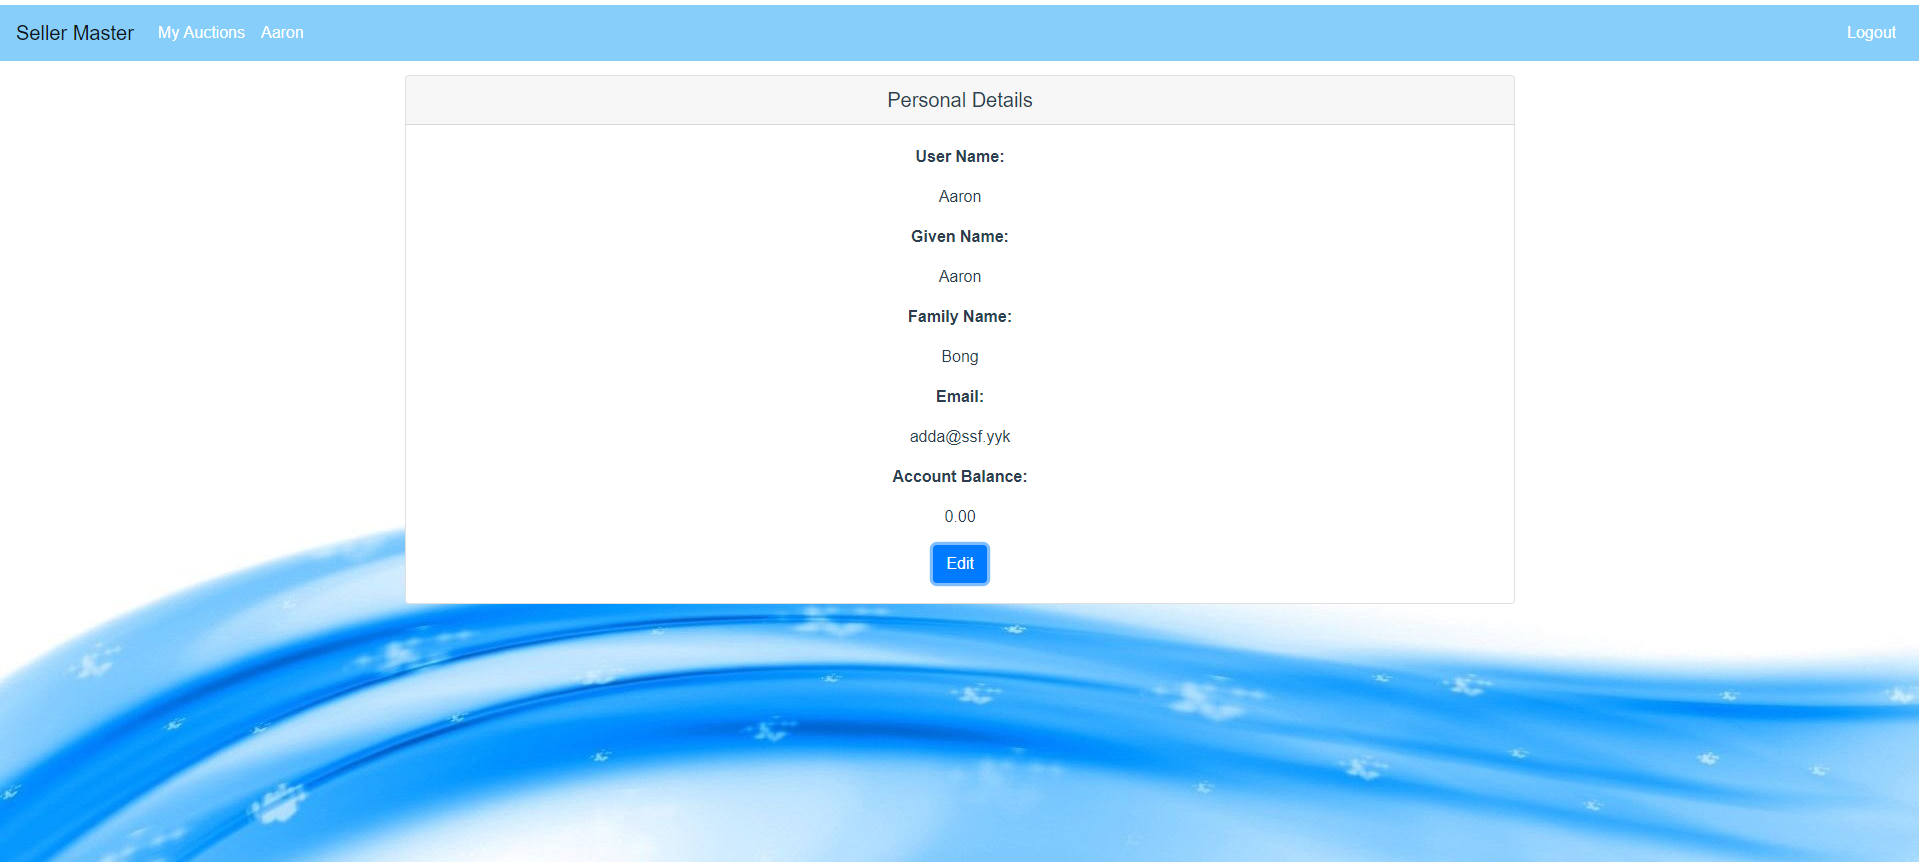 Seller Master My Auctions Aaron Logout
Personal Details
User Name:
Aaron
Given Name:
Aaron
Family Name:
Bong
Email:
adda@ssf.yyk
Account Balance:
0.00
Edit